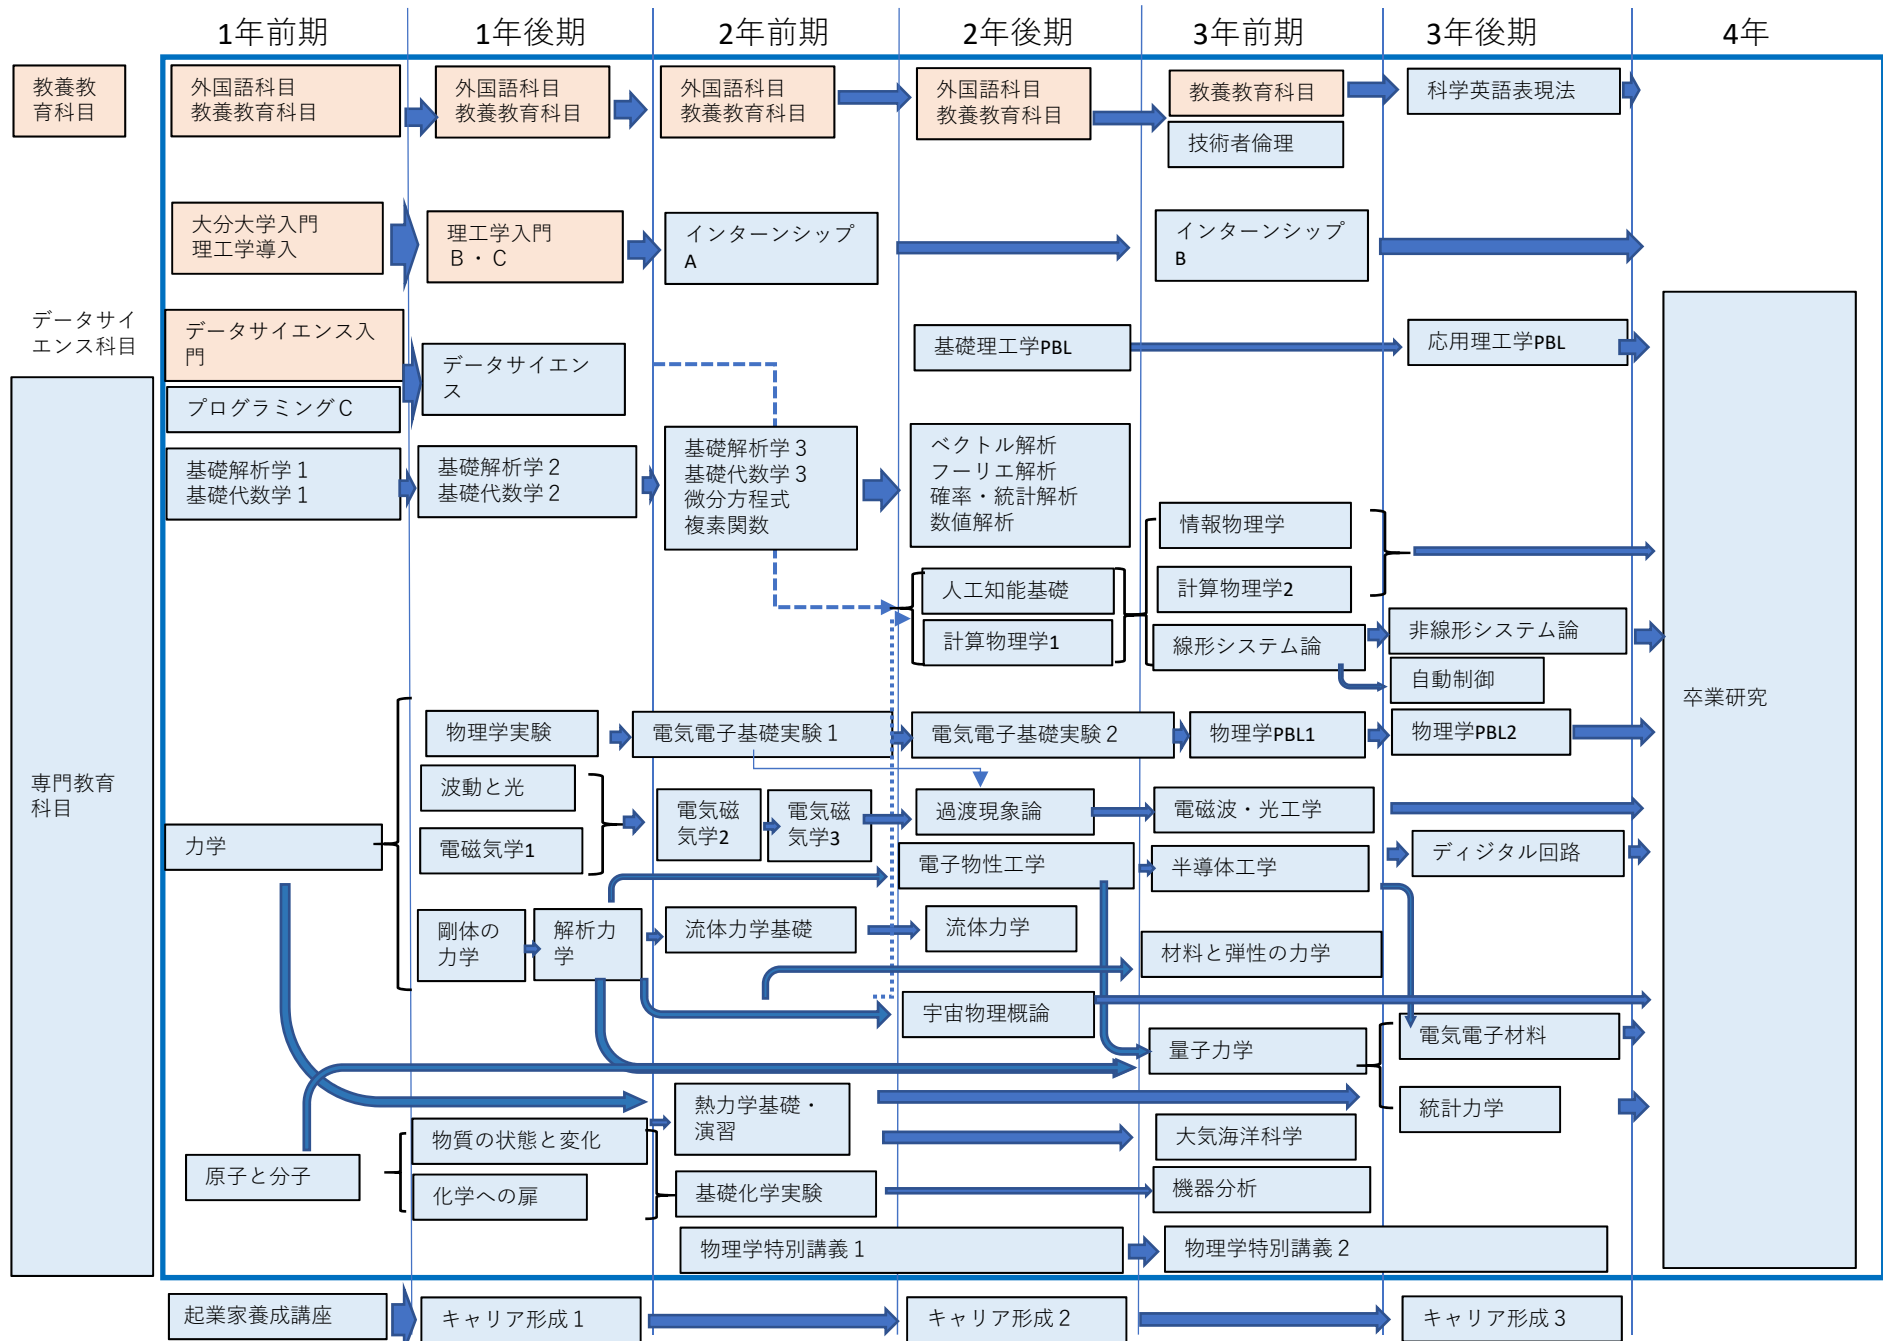 1年前期
1年後期
2年前期
2年後期
3年前期
3年後期
4年
教養教
育科目
外国語科目
教養教育科目
外国語科目
教養教育科目
外国語科目
教養教育科目
外国語科目
教養教育科目
教養教育科目
技術者倫理
科学英語表現法
大分大学入門
理工学導入
理工学入門
B・C
インターンシップ
A
インターンシップ
B
データサイ
エンス科目
データサイエンス入
門
プログラミングC
データサイエン
ス
基礎理工学PBL
応用理工学PBL
専門教育
科目
基礎解析学1
基礎代数学1
基礎解析学2
基礎代数学2
基礎解析学3
基礎代数学3
微分方程式
複素関数
ベクトル解析
フーリエ解析
確率・統計解析
数値解析
情報物理学
人工知能基礎
計算物理学2
計算物理学1
線形システム論
非線形システム論
自動制御
卒業研究
物理学実験
電気電子基礎実験1
電気電子基礎実験2
物理学PBL1
物理学PBL2
力学
波動と光
電磁気学1
電気磁
気学2
電気磁
気学3
過渡現象論
電磁波・光工学
電子物性工学
半導体工学
ディジタル回路
剛体の
力学
解析力
学
流体力学基礎
流体力学
材料と弾性の力学
宇宙物理概論
量子力学
電気電子材料
統計力学
熱力学基礎・
演習
物質の状態と変化
大気海洋科学
原子と分子
化学への扉
基礎化学実験
機器分析
物理学特別講義1
物理学特別講義2
起業家養成講座
キャリア形成1
キャリア形成2
キャリア形成3